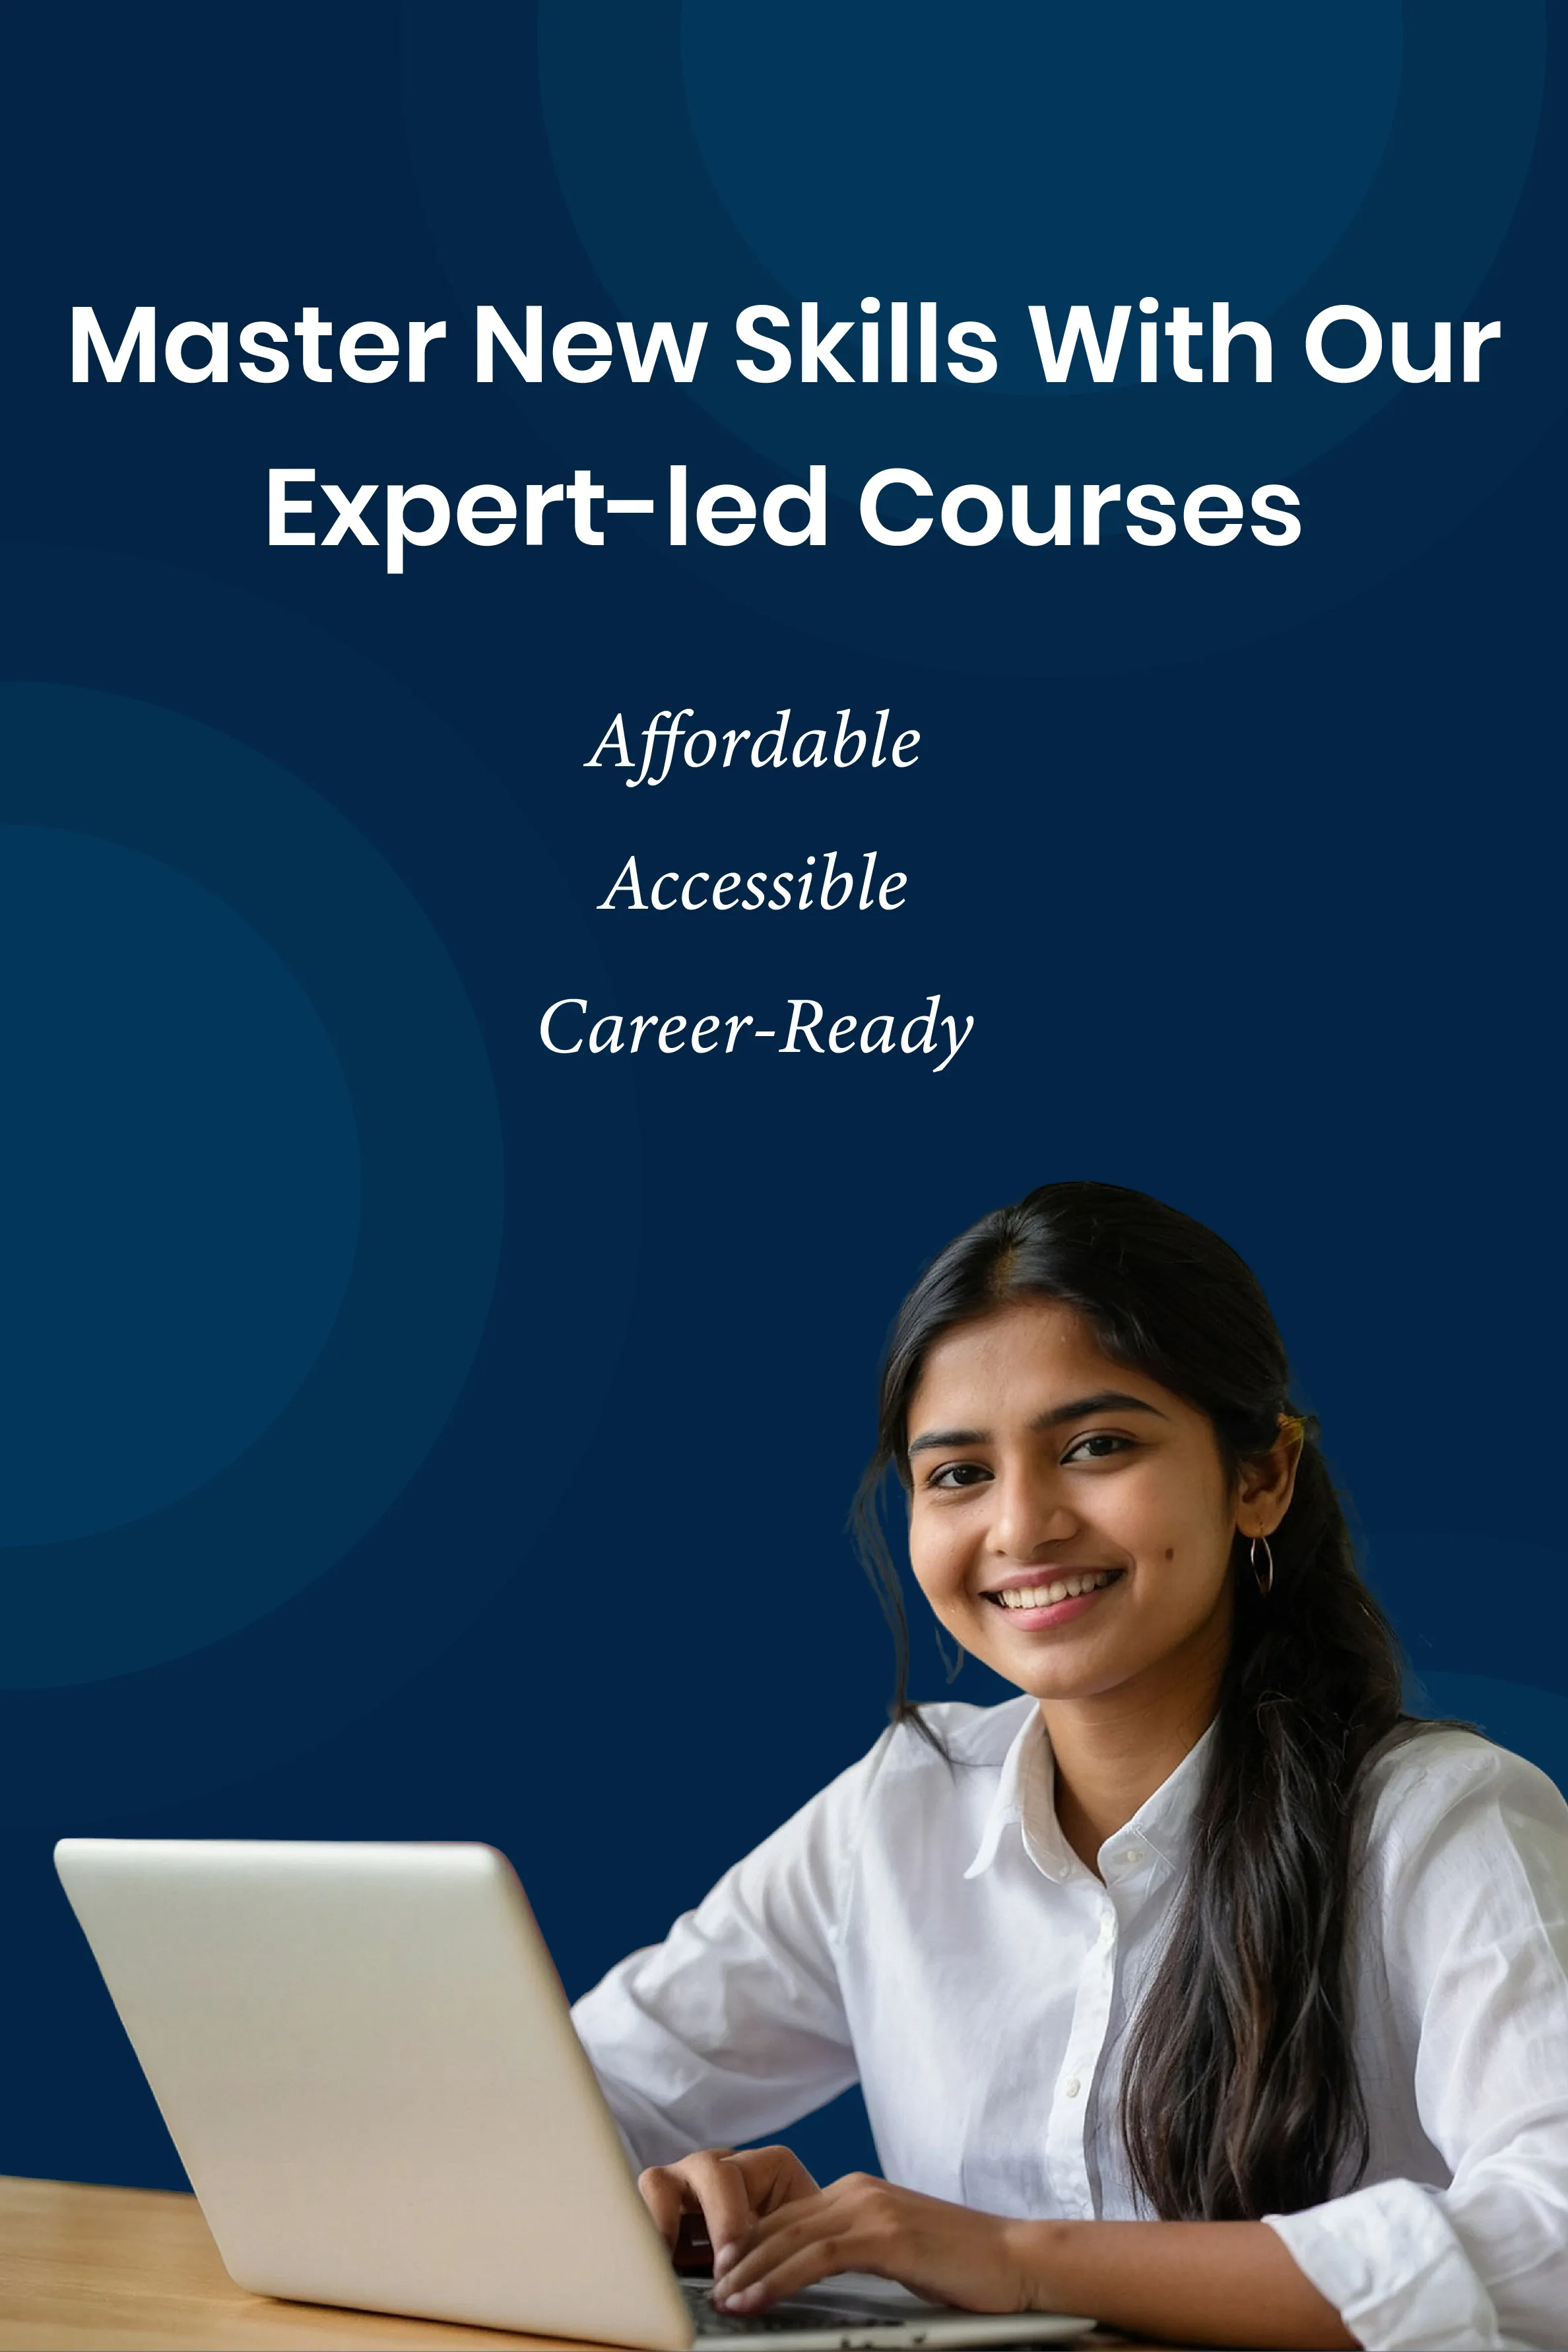 Master New Skills With Our
Expert-led Courses
Affordable
Accessible
Career-Ready